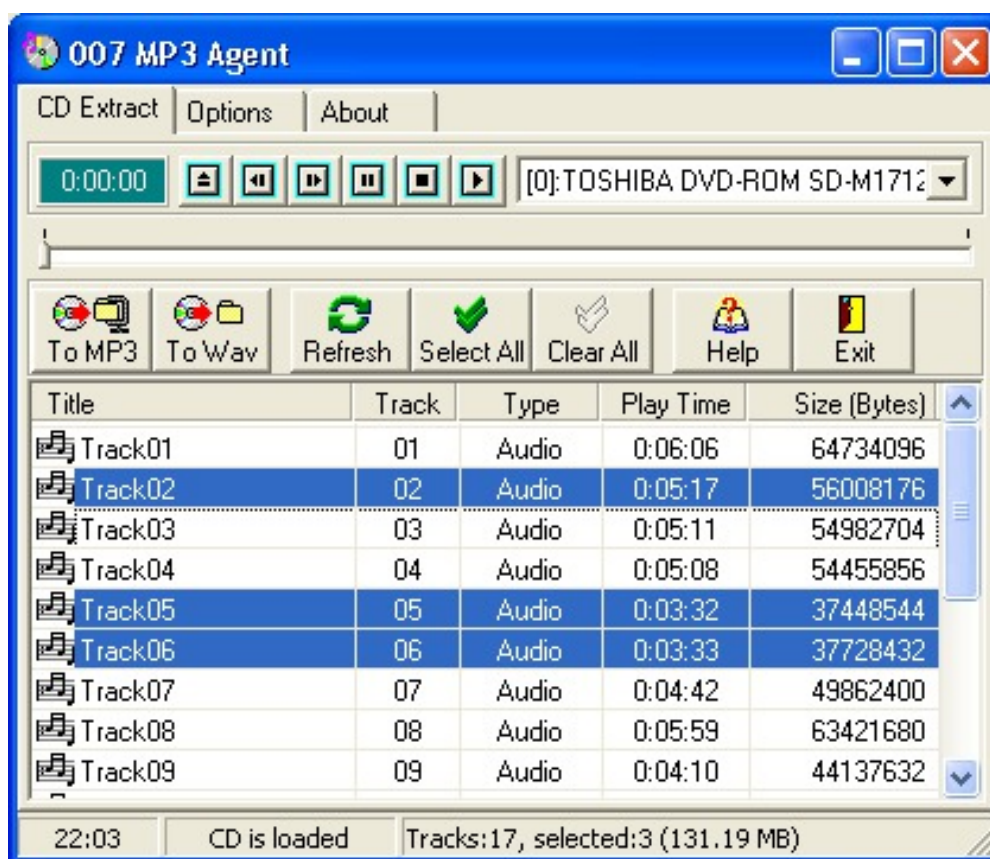 007 MP3 Agent
CD Extract Options About
0:00:00 [0]:TOSHIBA DVD-ROM SD-M1712
To MP3 To Wav Refresh Select All Clear All Help Exit
Title Track Type Play Time Size (Bytes)
Track01 01 Audio 0:06:06 64734096
Track02 02 Audio 0:05:17 56008176
Track03 03 Audio 0:05:11 54982704
Track04 04 Audio 0:05:08 54455856
Track05 05 Audio 0:03:32 37448544
Track06 06 Audio 0:03:33 37728432
Track07 07 Audio 0:04:42 49862400
Track08 08 Audio 0:05:59 63421680
Track09 09 Audio 0:04:10 44137632
22:03 CD is loaded Tracks:17, selected:3 (131.19 MB)